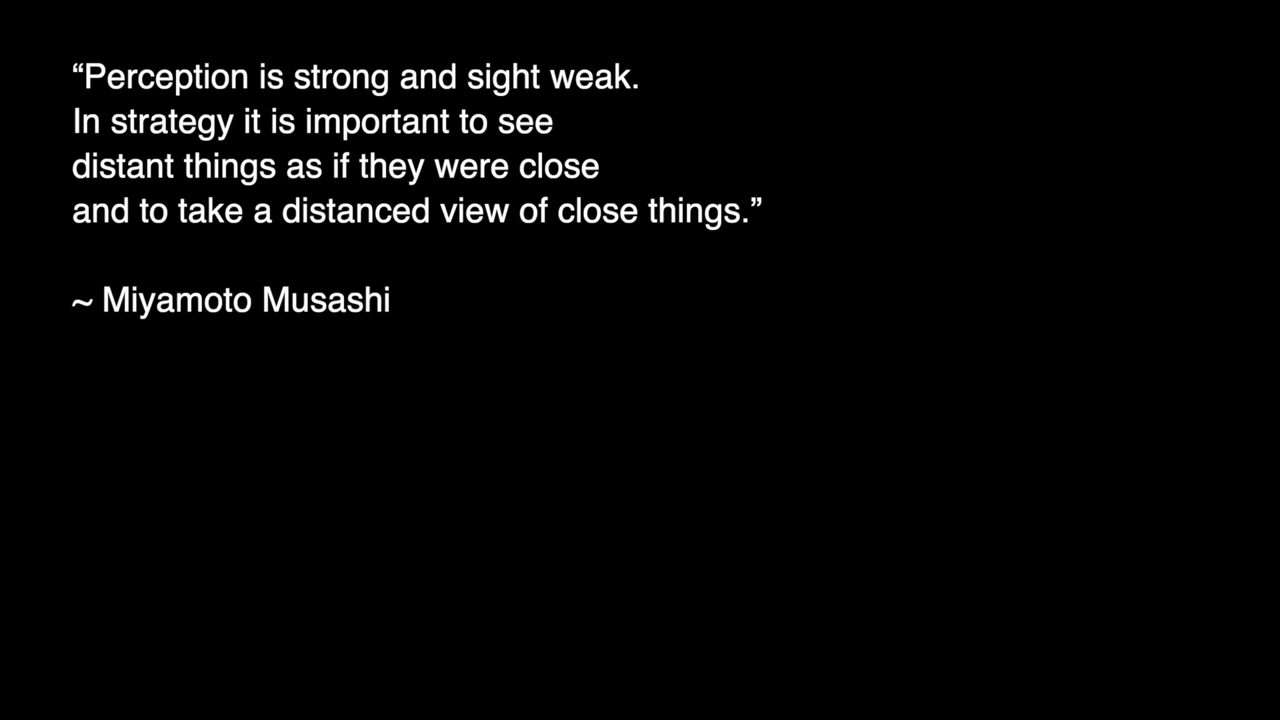 “Perception is strong and sight weak.
In strategy it is important to see
distant things as if they were close
and to take a distanced view of close things.”
~ Miyamoto Musashi